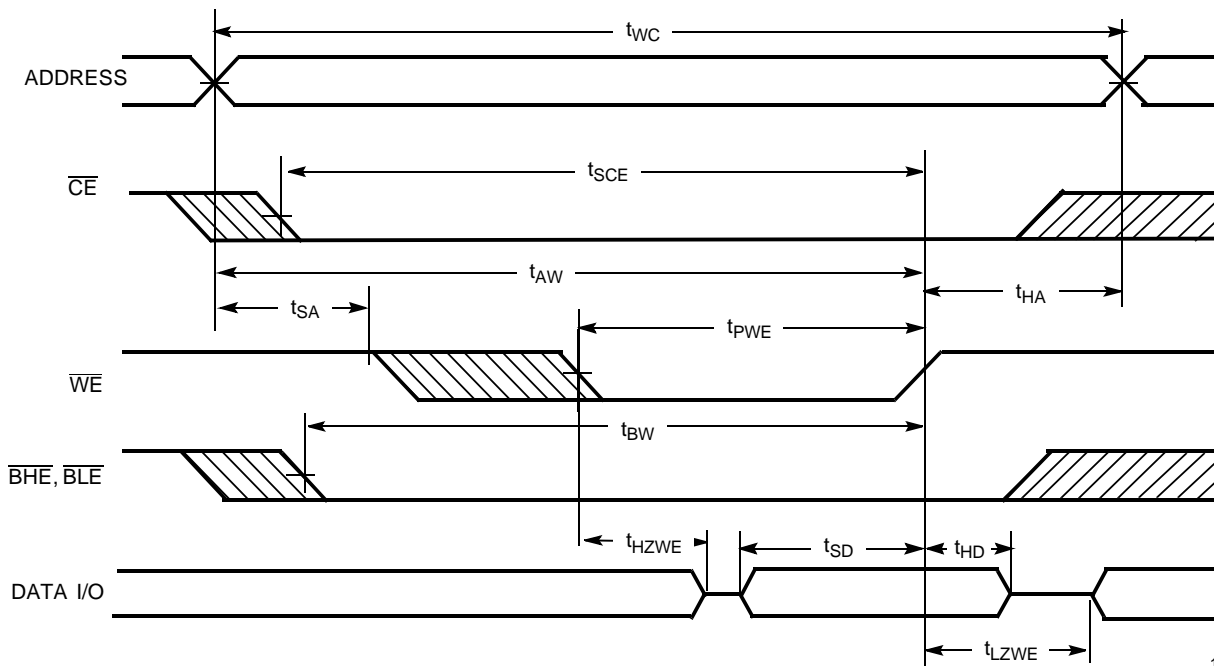 tWC
ADDRESS
tSCE
CE
tAW
tSA
tHA
tPWE
WE
tBW
BHE, BLE
tHZWE
tSD
tHD
DATA I/O
tLZWE